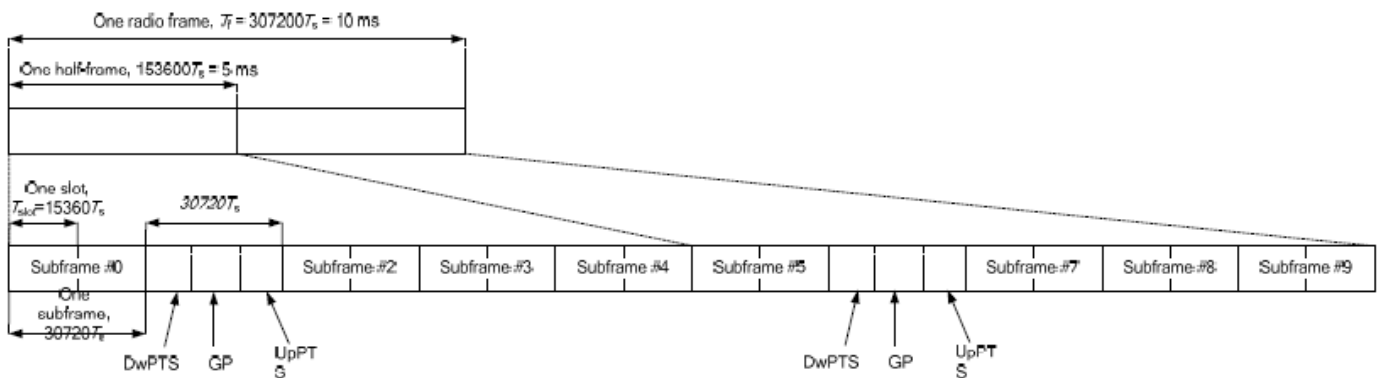 One radio frame, Tf = 307200Ts = 10 ms
One half-frame, 153600Ts = 5 ms
One slot,
Tslot=15360Ts
30720Ts
Subframe #0
Subframe #2
Subframe #3
Subframe #4
Subframe #5
Subframe #7
Subframe #8
Subframe #9
One
subframe,
30720Ts
DwPTS
GP
UpPT
S
DwPTS
GP
UpPT
S